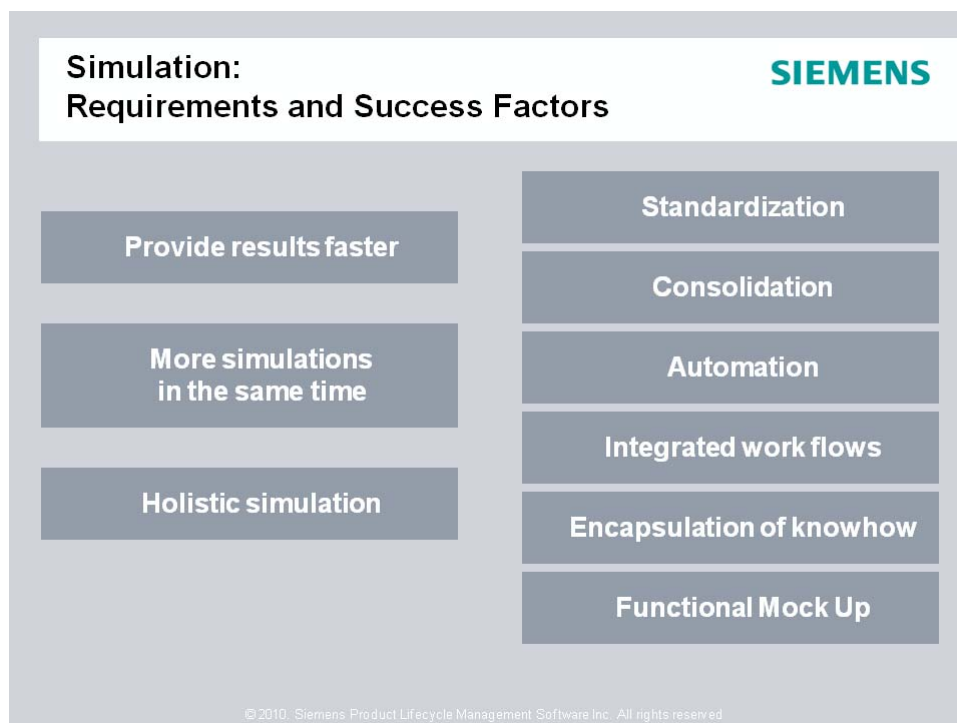 Simulation:
Requirements and Success Factors
SIEMENS
Provide results faster
More simulations
in the same time
Holistic simulation
Standardization
Consolidation
Automation
Integrated work flows
Encapsulation of knowhow
Functional Mock Up
©2010. Siemens Product Lifecycle Management Software Inc. All rights reserved